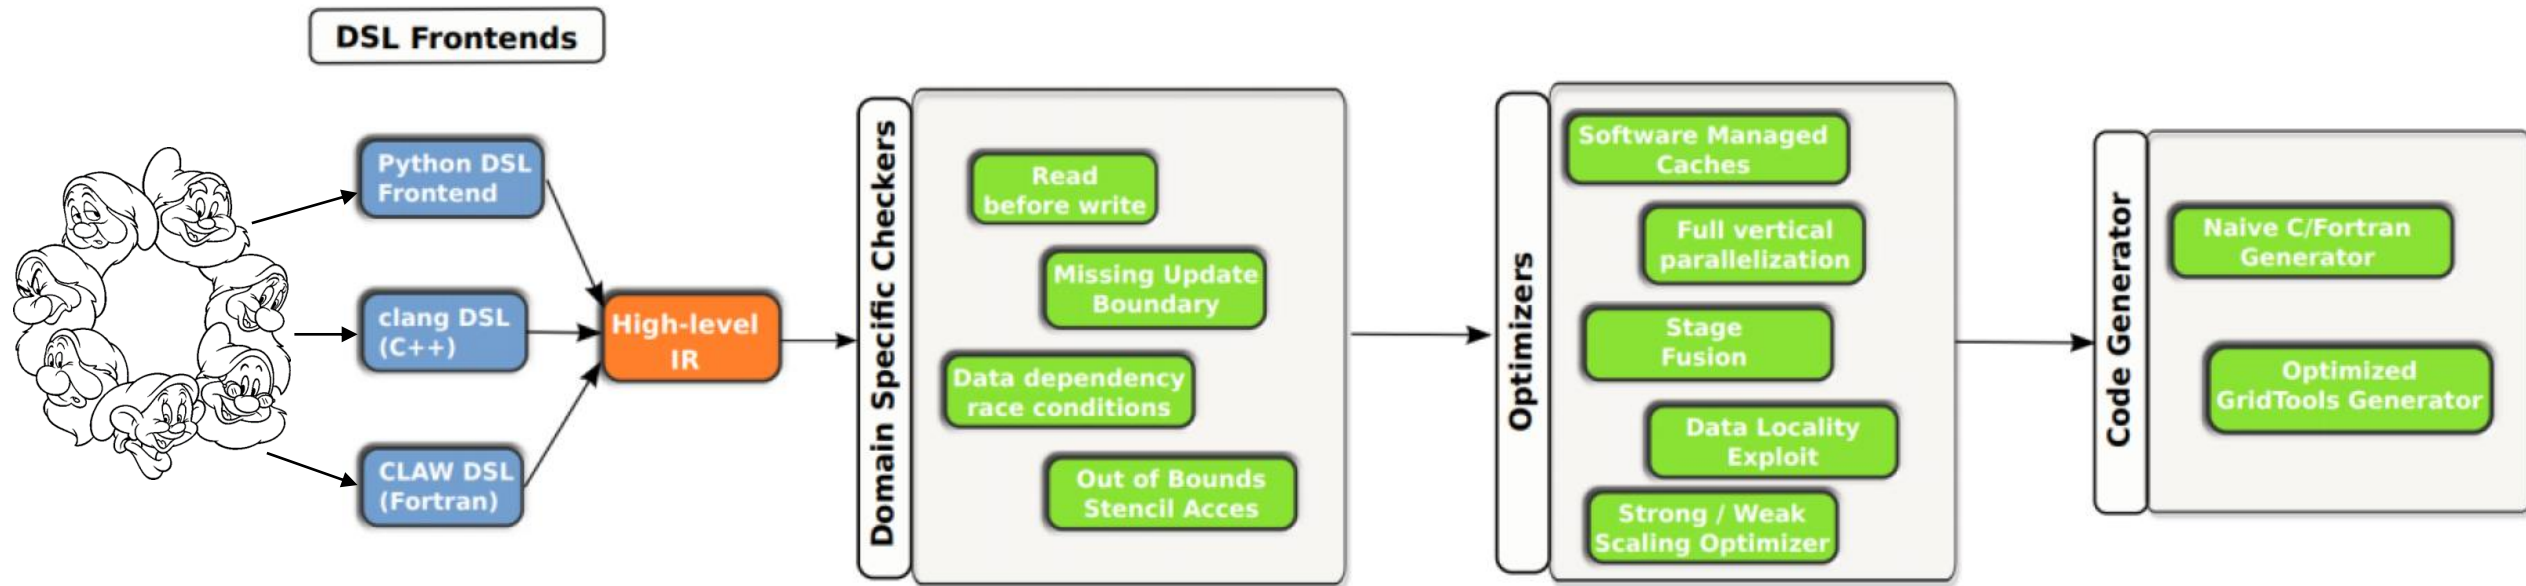 DSL Frontends
Python DSL
Frontend
clang DSL
(C++)
CLAW DSL
(Fortran)
High-level
IR
Domain Specific Checkers
Read
before write
Missing Update
Boundary
Data dependency
race conditions
Out of Bounds
Stencil Acces
Optimizers
Software Managed
Caches
Full vertical
parallelization
Stage
Fusion
Data Locality
Exploit
Strong / Weak
Scaling Optimizer
Code Generator
Naive C/Fortran
Generator
Optimized
GridTools Generator